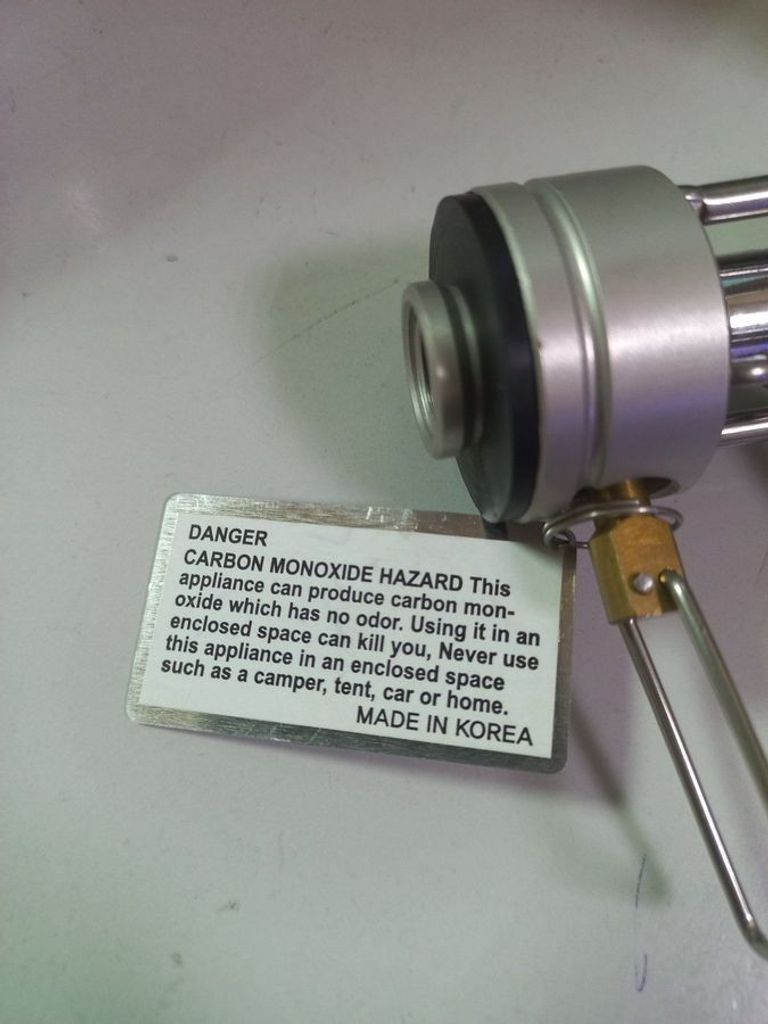 DANGER
CARBON MONOXIDE HAZARD This
appliance can produce carbon mon-
oxide which has no odor. Using it in an
enclosed space can kill you, Never use
this appliance in an enclosed space
such as a camper, tent, car or home.
MADE IN KOREA